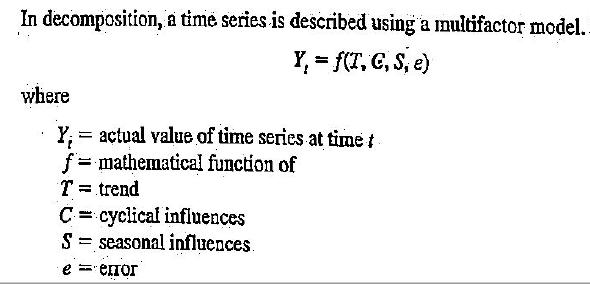 In decomposition, a time series is described using a multifactor model.
Y_t = f(T, C, S, e)
where
Y_t = actual value of time series at time t
f = mathematical function of
T = trend
C = cyclical influences
S = seasonal influences
e = error